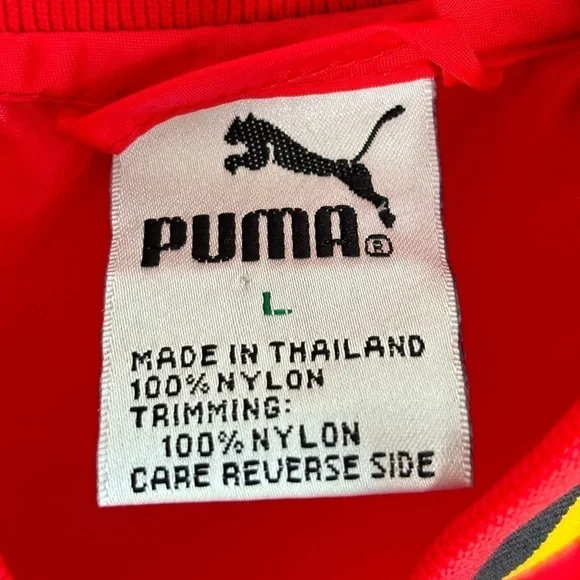 PUMA®
L
MADE IN THAILAND
100% NYLON
TRIMMING:
100% NYLON
CARE REVERSE SIDE